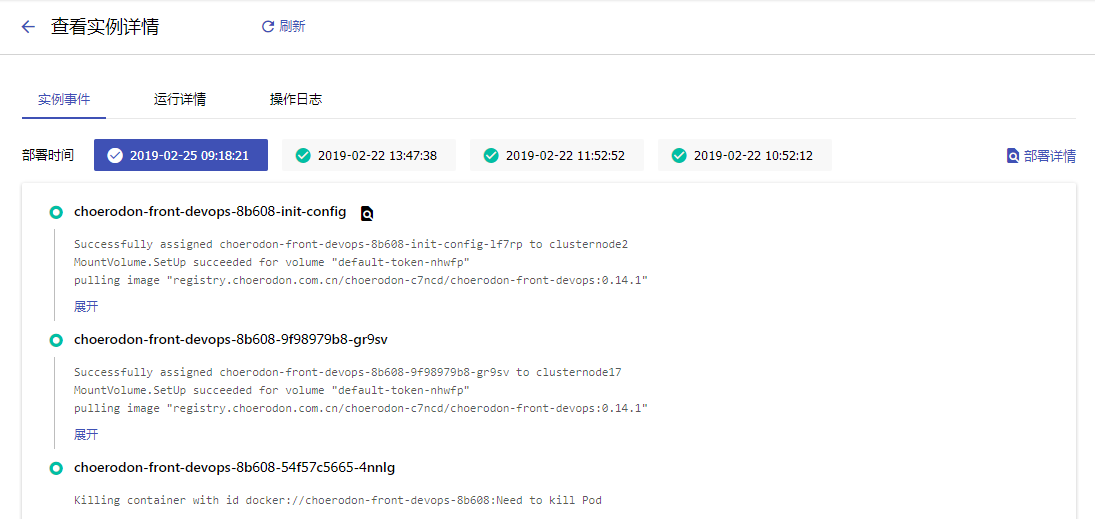 查看实例详情 刷新
实例事件 运行详情 操作日志
部署时间 2019-02-25 09:18:21 2019-02-22 13:47:38 2019-02-22 11:52:52 2019-02-22 10:52:12 部署详情
choerodon-front-devops-8b608-init-config
Successfully assigned choerodon-front-devops-8b608-init-config-lf7rp to clusternode2
MountVolume.SetUp succeeded for volume "default-token-nhwfp"
pulling image "registry.choerodon.com.cn/choerodon-c7ncd/choerodon-front-devops:0.14.1"
展开
choerodon-front-devops-8b608-9f98979b8-gr9sv
Successfully assigned choerodon-front-devops-8b608-9f98979b8-gr9sv to clusternode17
MountVolume.SetUp succeeded for volume "default-token-nhwfp"
pulling image "registry.choerodon.com.cn/choerodon-c7ncd/choerodon-front-devops:0.14.1"
展开
choerodon-front-devops-8b608-54f57c5665-4nnlg
Killing container with id docker://choerodon-front-devops-8b608:Need to kill Pod